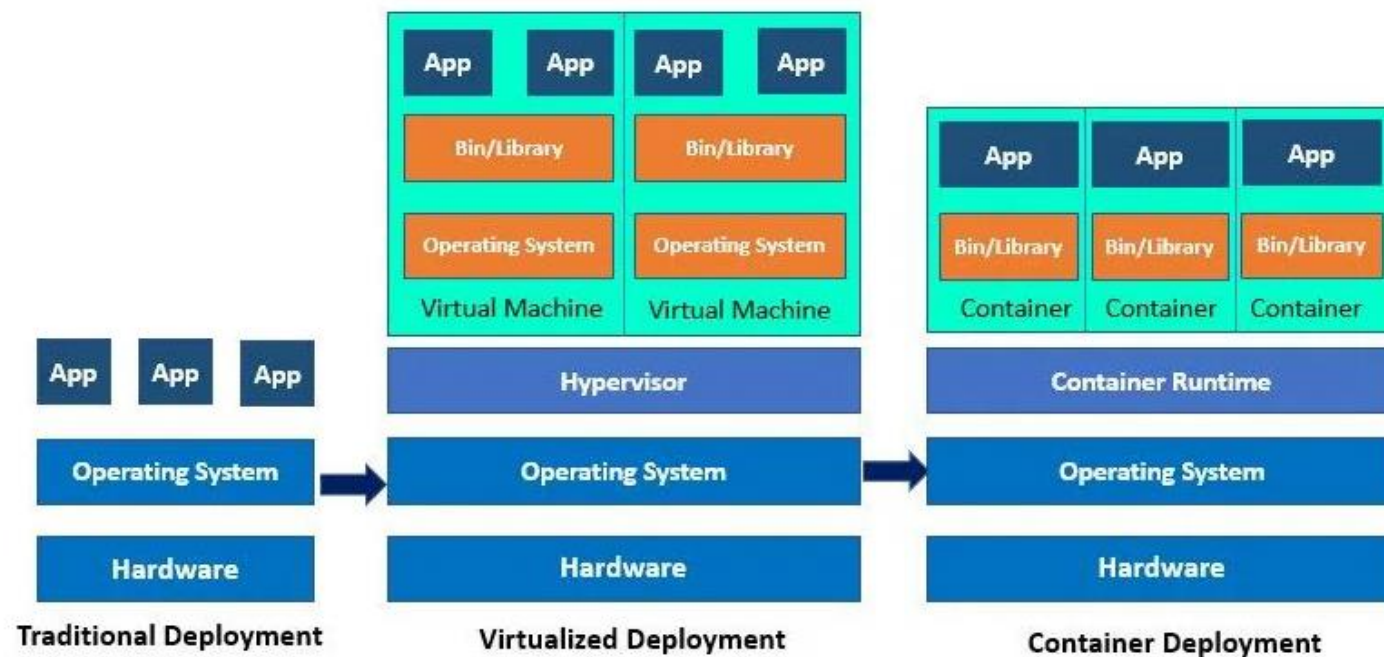 App App App
Operating System
Hardware
Traditional Deployment
App App App App
Bin/Library Bin/Library
Operating System Operating System
Virtual Machine Virtual Machine
Hypervisor
Operating System
Hardware
Virtualized Deployment
App App App
Bin/Library Bin/Library Bin/Library
Container Container Container
Container Runtime
Operating System
Hardware
Container Deployment